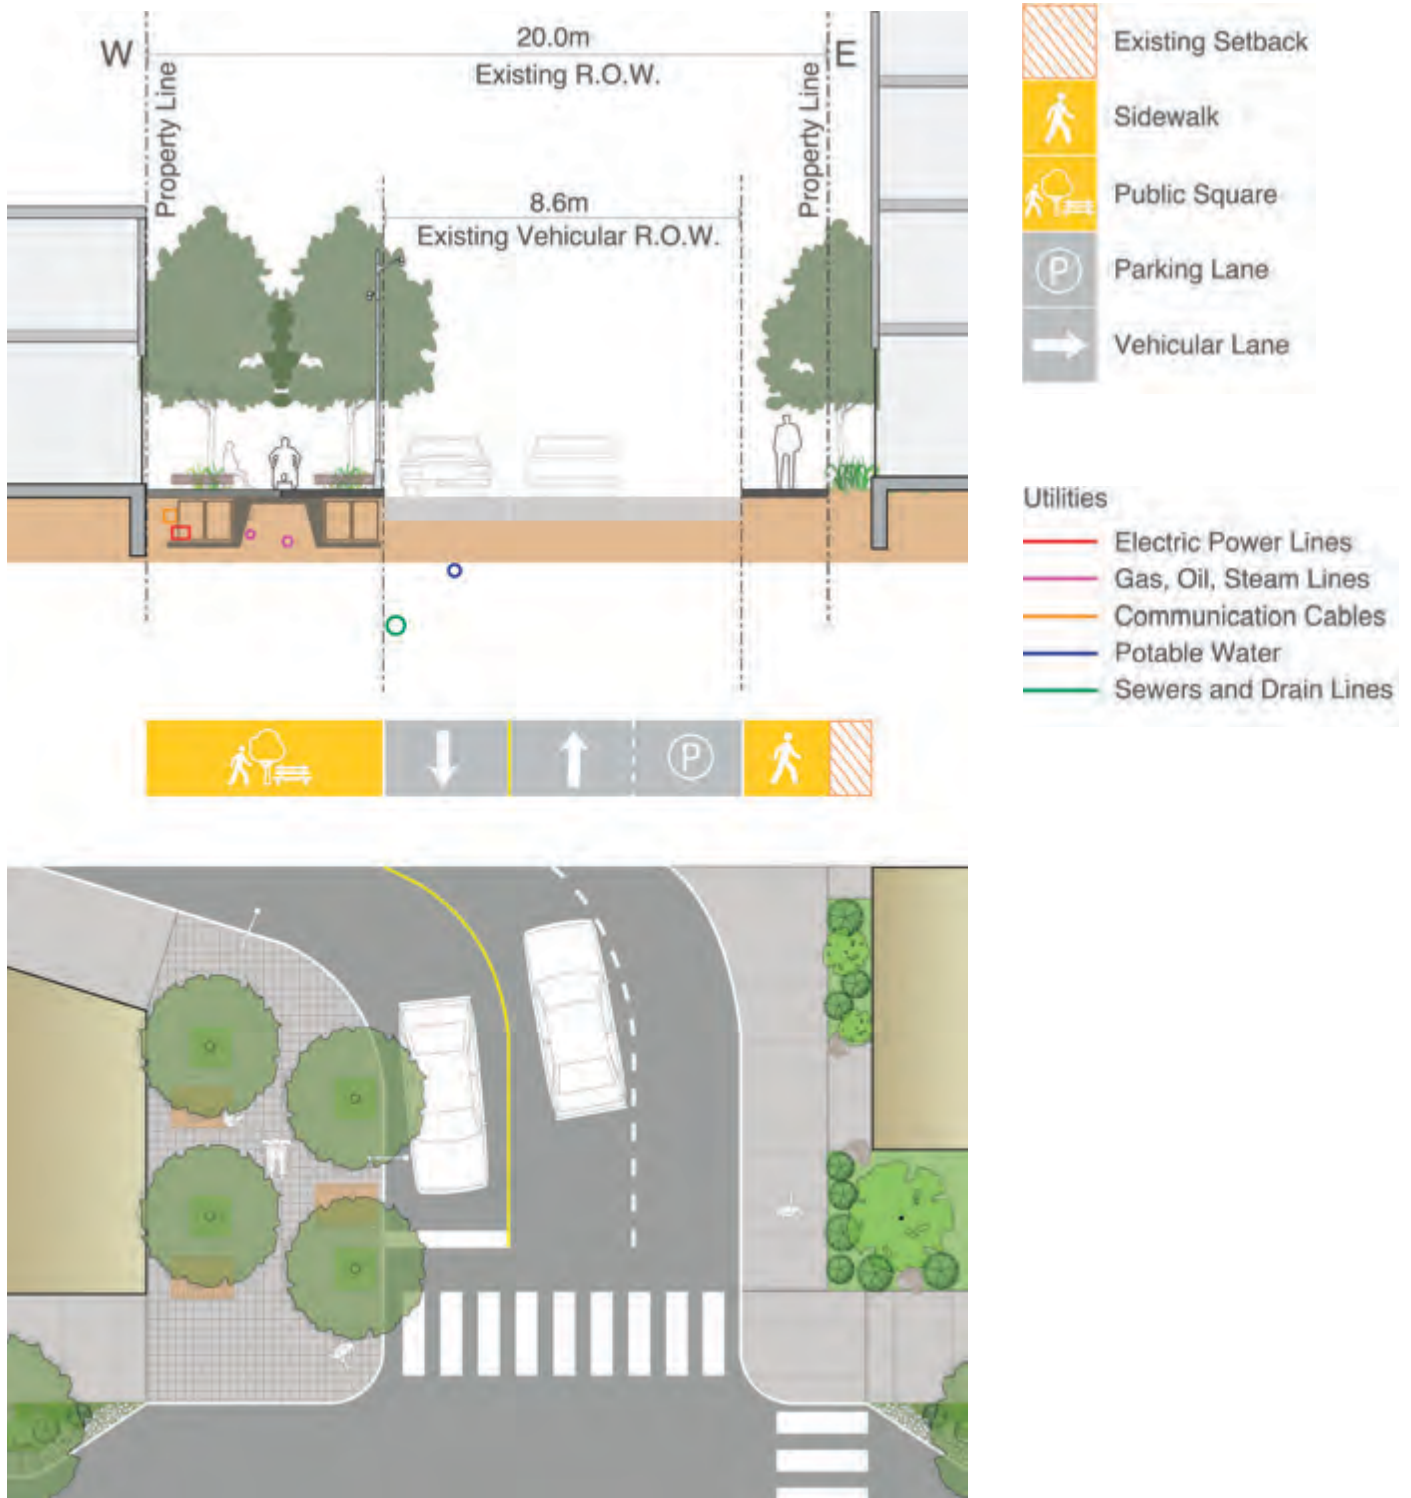 W
20.0m
E
Existing R.O.W.
Property Line
Property Line
8.6m
Existing Vehicular R.O.W.
P
Existing Setback
Sidewalk
Public Square
P
Parking Lane
Vehicular Lane
Utilities
Electric Power Lines
Gas, Oil, Steam Lines
Communication Cables
Potable Water
Sewers and Drain Lines